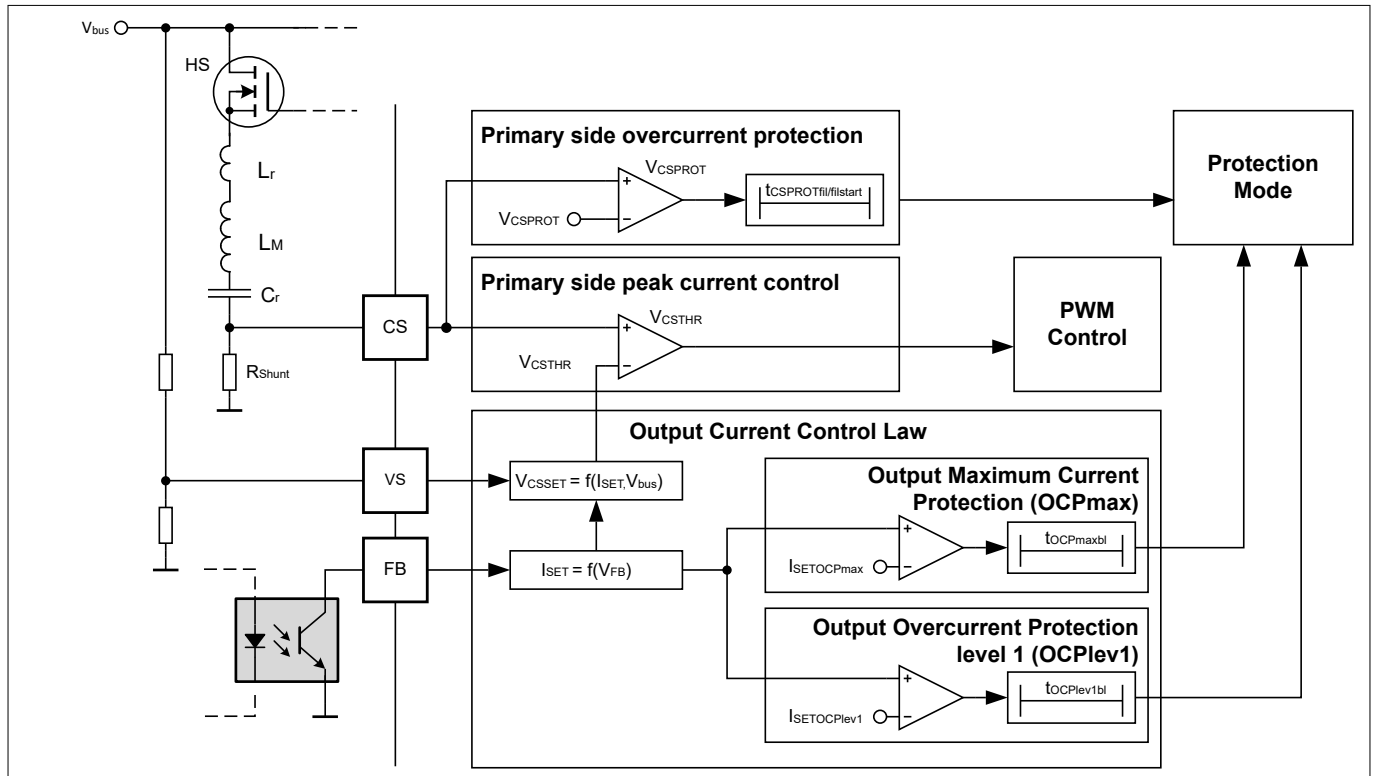 Vbus
HS
Lr
LM
Cr
RShunt
CS
VS
FB
Primary side overcurrent protection
VCSPROT
VCSPROT
tCSPROTfil/filstart
Protection
Mode
Primary side peak current control
VCSTHR
VCSTHR
PWM
Control
Output Current Control Law
VCSSET = f(ISET,Vbus)
ISET = f(VFB)
Output Maximum Current
Protection (OCPmax)
tOCPmaxbl
ISETOCPmax
Output Overcurrent Protection
level 1 (OCPlev1)
tOCPlev1bl
ISETOCPlev1